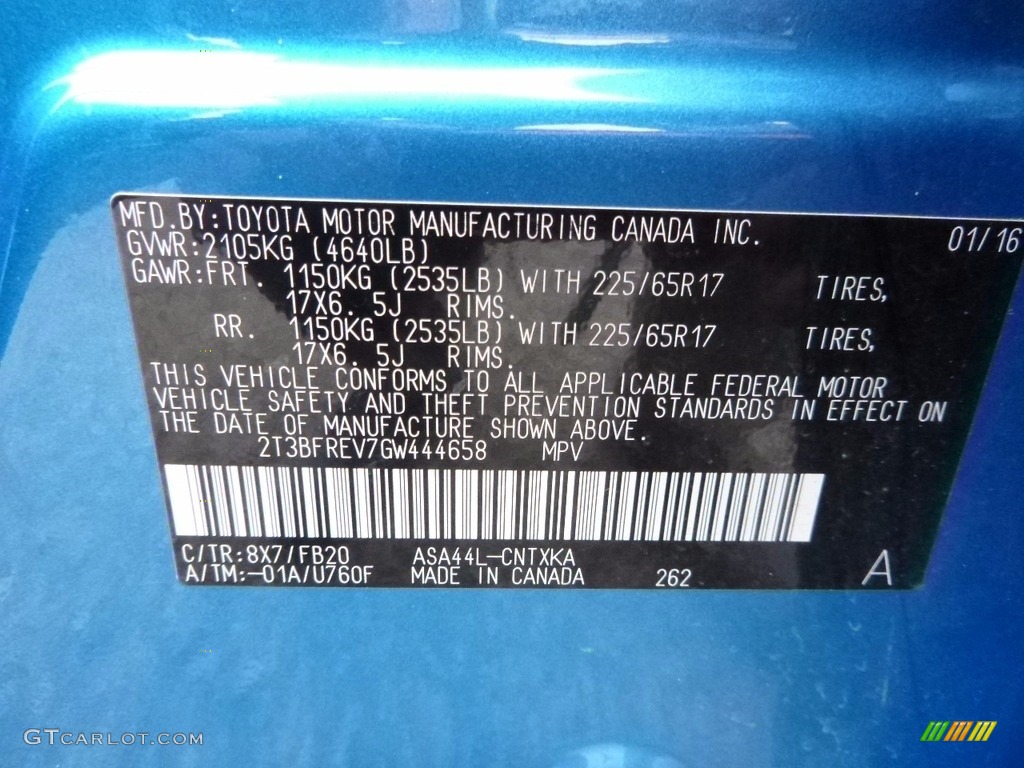 MFD.BY:TOYOTA MOTOR MANUFACTURING CANADA INC. 01/16
GVWR:2105KG (4640LB)
GAWR:FRT. 1150KG (2535LB) WITH 225/65R17 TIRES,
17X6. 5J RIMS.
RR. 1150KG (2535LB) WITH 225/65R17 TIRES,
17X6. 5J RIMS.
THIS VEHICLE CONFORMS TO ALL APPLICABLE FEDERAL MOTOR
VEHICLE SAFETY AND THEFT PREVENTION STANDARDS IN EFFECT ON
THE DATE OF MANUFACTURE SHOWN ABOVE.
2T3BFREV7GW444658 MPV
C/TR:8X7/FB20 ASA44L-CNTXKA
A/TM:-01A/U760F MADE IN CANADA 262 A
GTCARLOT.COM